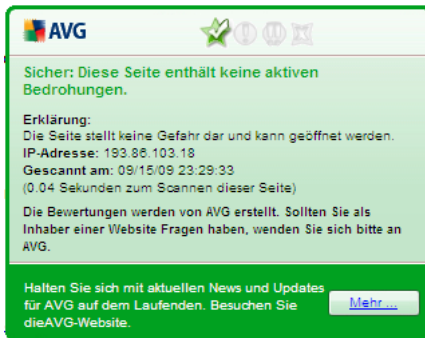 AVG
Sicher: Diese Seite enthält keine aktiven
Bedrohungen.
Erklärung:
Die Seite stellt keine Gefahr dar und kann geöffnet werden.
IP-Adresse: 193.86.103.18
Gescannt am: 09/15/09 23:29:33
(0.04 Sekunden zum Scannen dieser Seite)
Die Bewertungen werden von AVG erstellt. Sollten Sie als
Inhaber einer Website Fragen haben, wenden Sie sich bitte an
AVG.
Halten Sie sich mit aktuellen News und Updates
für AVG auf dem Laufenden. Besuchen Sie
dieAVG-Website.
Mehr ...